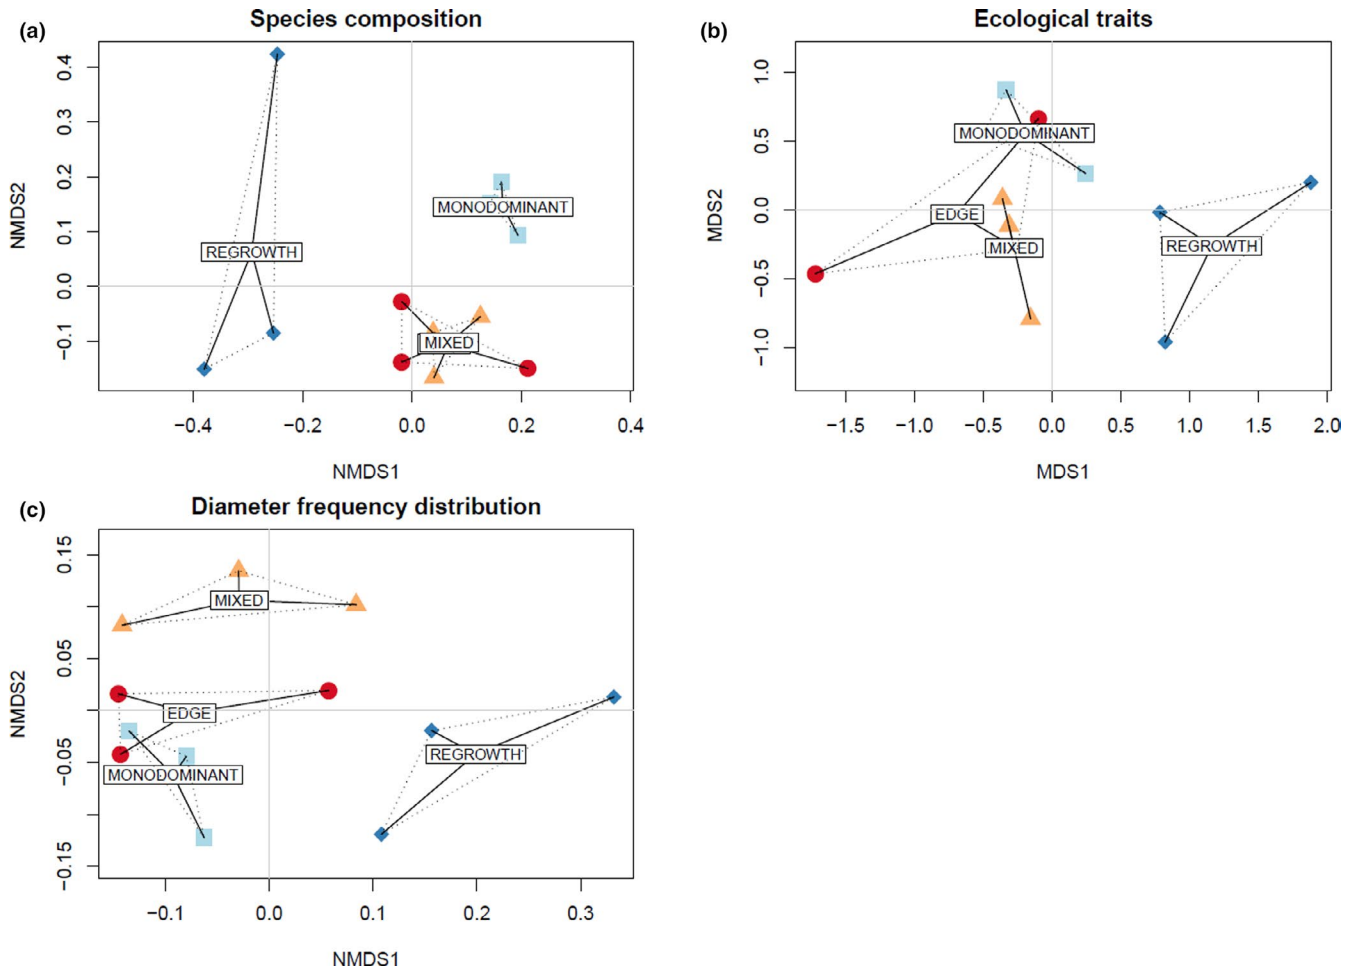 (a)
Species composition
NMDS2
0.4
0.3
0.2
0.1
0.0
−0.1
MONODOMINANT
REGROWTH
MIXED
−0.4
−0.2
0.0
0.2
0.4
NMDS1
(b)
Ecological traits
MDS2
1.0
0.5
0.0
−0.5
−1.0
MONODOMINANT
EDGE
MIXED
REGROWTH
−1.5
−1.0
−0.5
0.0
0.5
1.0
1.5
2.0
MDS1
(c)
Diameter frequency distribution
NMDS2
0.15
0.05
−0.05
−0.15
MIXED
EDGE
MONODOMINANT
REGROWTH
−0.1
0.0
0.1
0.2
0.3
NMDS1